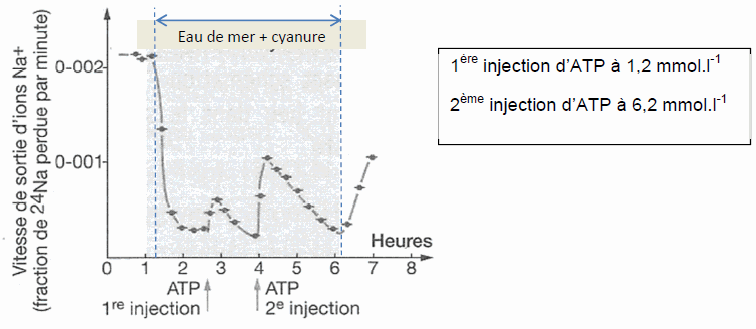 Eau de mer + cyanure
Vitesse de sortie d'ions Na+
(fraction de 24Na perdue par minute)
0-002
0-001
Heures
0 1 2 3 4 5 6 7 8
ATP ATP
1re injection 2e injection
1ère injection d'ATP à 1,2 mmol.l-1
2ème injection d'ATP à 6,2 mmol.l-1